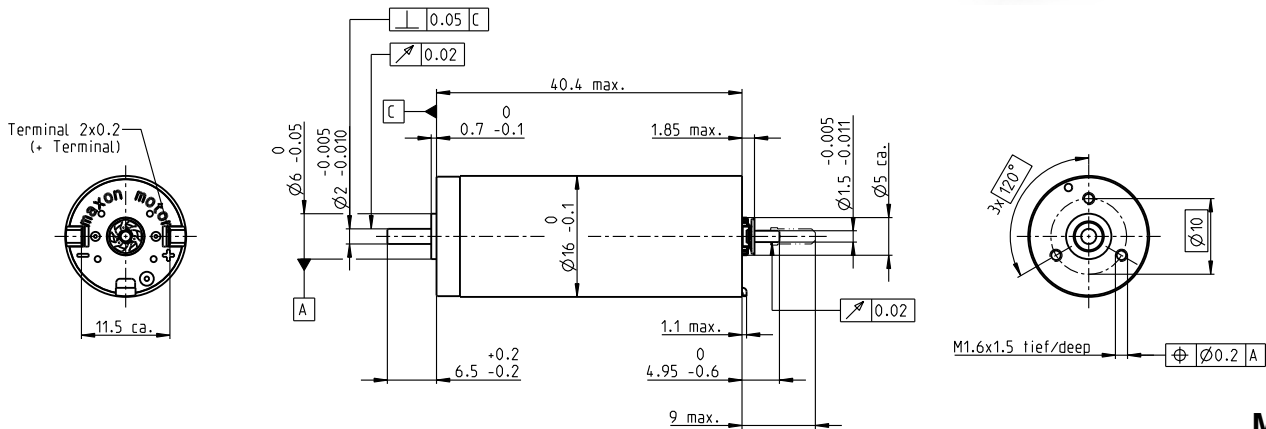 ⊥ 0.05 C
↗ 0.02
40.4 max.
C
0
0.7 -0.1
1.85 max.
Terminal 2x0.2
(+ Terminal)
0
Ø6 -0.05
-0.005
Ø2 -0.010
-0.005
Ø1.5 -0.011
Ø5 ca.
3x 120°
maxon motor
- +
0
Ø16 -0.1
Ø10
A
↗ 0.02
11.5 ca.
1.1 max.
M1.6x1.5 tief/deep
⌖ Ø0.2 A
+0.2
6.5 -0.2
0
4.95 -0.6
9 max.
M